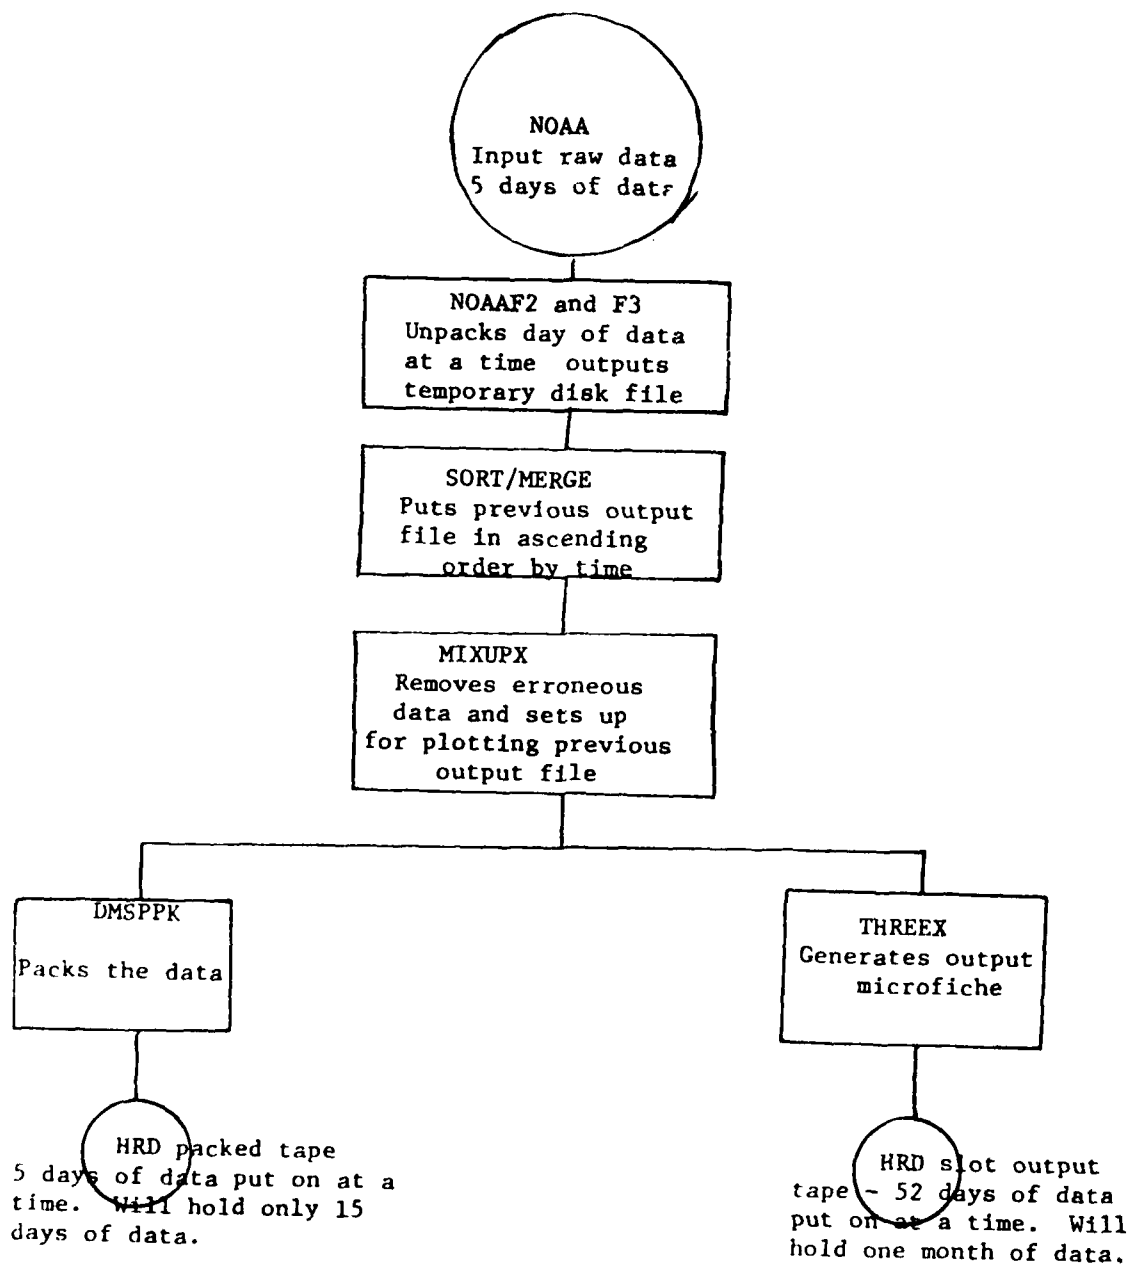 NOAA
Input raw data
5 days of data
NOAAF2 and F3
Unpacks day of data
at a time outputs
temporary disk file
SORT/MERGE
Puts previous output
file in ascending
order by time
MIXUPX
Removes erroneous
data and sets up
for plotting previous
output file
DMSPPK
Packs the data
THREEX
Generates output
microfiche
HRD packed tape
5 days of data put on at a
time. Will hold only 15
days of data.
HRD slot output
tape - 52 days of data
put on at a time. Will
hold one month of data.